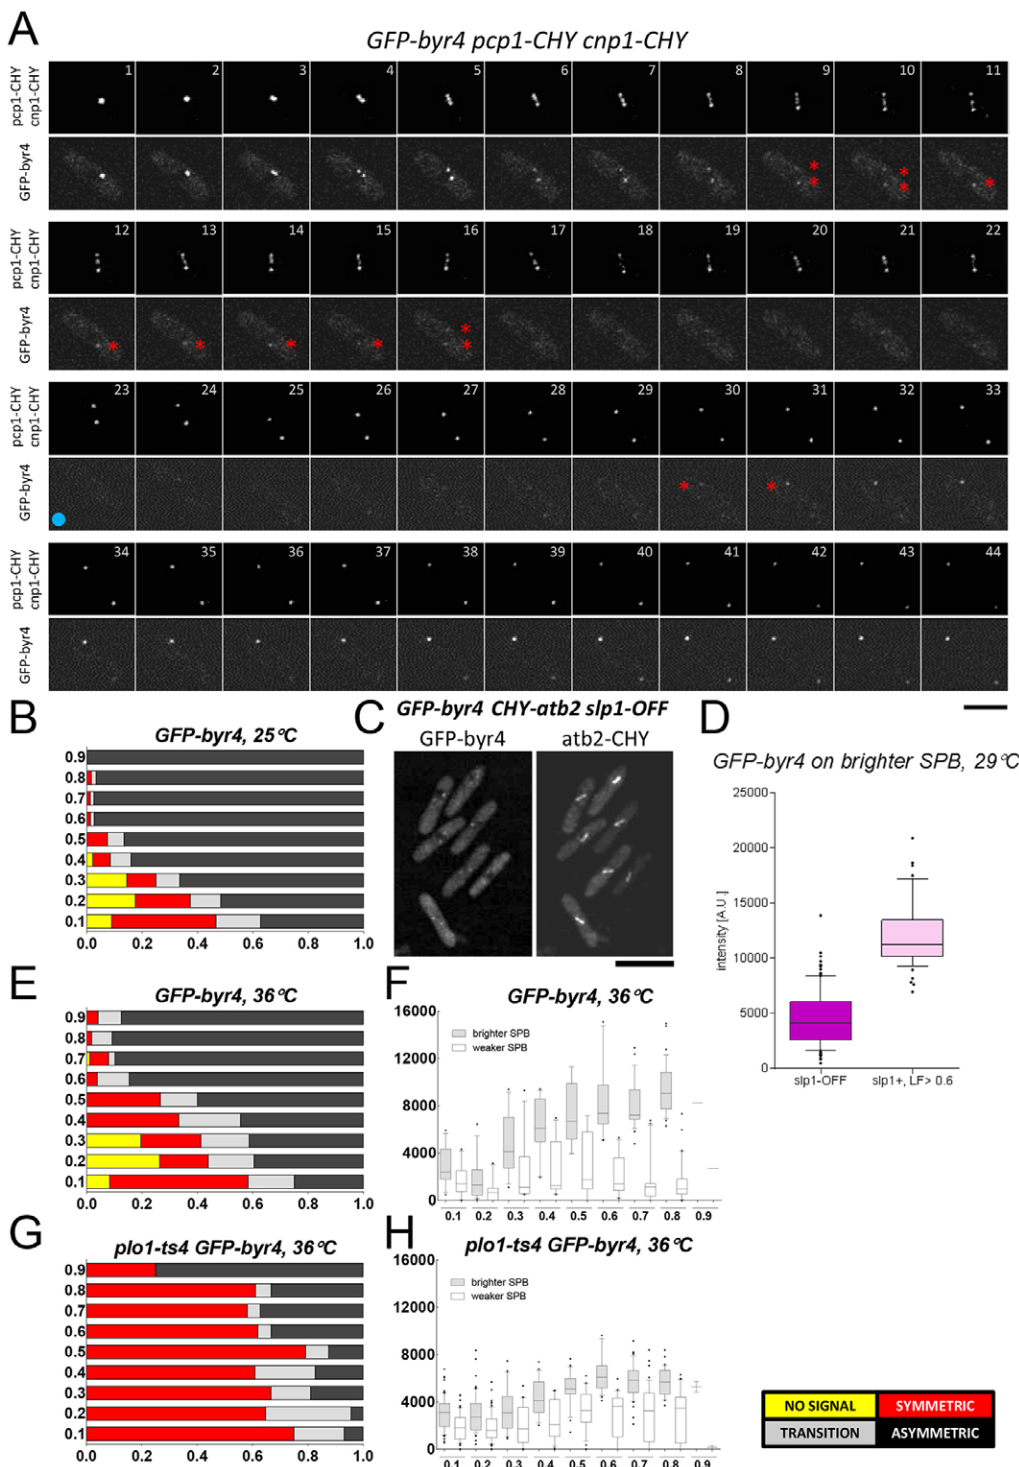 A
GFP-byr4 pcp1-CHY cnp1-CHY
pcp1-CHY
cnp1-CHY
1 2 3 4 5 6 7 8 9 10 11
GFP-byr4
* * * * *
pcp1-CHY
cnp1-CHY
12 13 14 15 16 17 18 19 20 21 22
GFP-byr4
* * * * * *
pcp1-CHY
cnp1-CHY
23 24 25 26 27 28 29 30 31 32 33
GFP-byr4
* *
pcp1-CHY
cnp1-CHY
34 35 36 37 38 39 40 41 42 43 44
GFP-byr4
B
GFP-byr4, 25°C
0.9
0.8
0.7
0.6
0.5
0.4
0.3
0.2
0.1
0.0 0.2 0.4 0.6 0.8 1.0
C
GFP-byr4 CHY-atb2 slp1-OFF
GFP-byr4 atb2-CHY
D
GFP-byr4 on brighter SPB, 29°C
25000
20000
15000
10000
5000
0
intensity [A.U.]
slp1-OFF slp1+, LF> 0.6
E
GFP-byr4, 36°C
0.9
0.8
0.7
0.6
0.5
0.4
0.3
0.2
0.1
0.0 0.2 0.4 0.6 0.8 1.0
F
GFP-byr4, 36°C
16000
12000
8000
4000
0
brighter SPB
weaker SPB
0.1 0.2 0.3 0.4 0.5 0.6 0.7 0.8 0.9
G
plo1-ts4 GFP-byr4, 36°C
0.9
0.8
0.7
0.6
0.5
0.4
0.3
0.2
0.1
0.0 0.2 0.4 0.6 0.8 1.0
H
plo1-ts4 GFP-byr4, 36°C
16000
12000
8000
4000
0
brighter SPB
weaker SPB
0.1 0.2 0.3 0.4 0.5 0.6 0.7 0.8 0.9
NO SIGNAL SYMMETRIC
TRANSITION ASYMMETRIC